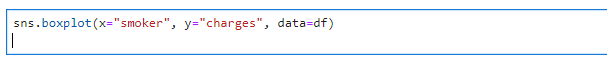 sns.boxplot(x="smoker", y="charges", data=df)